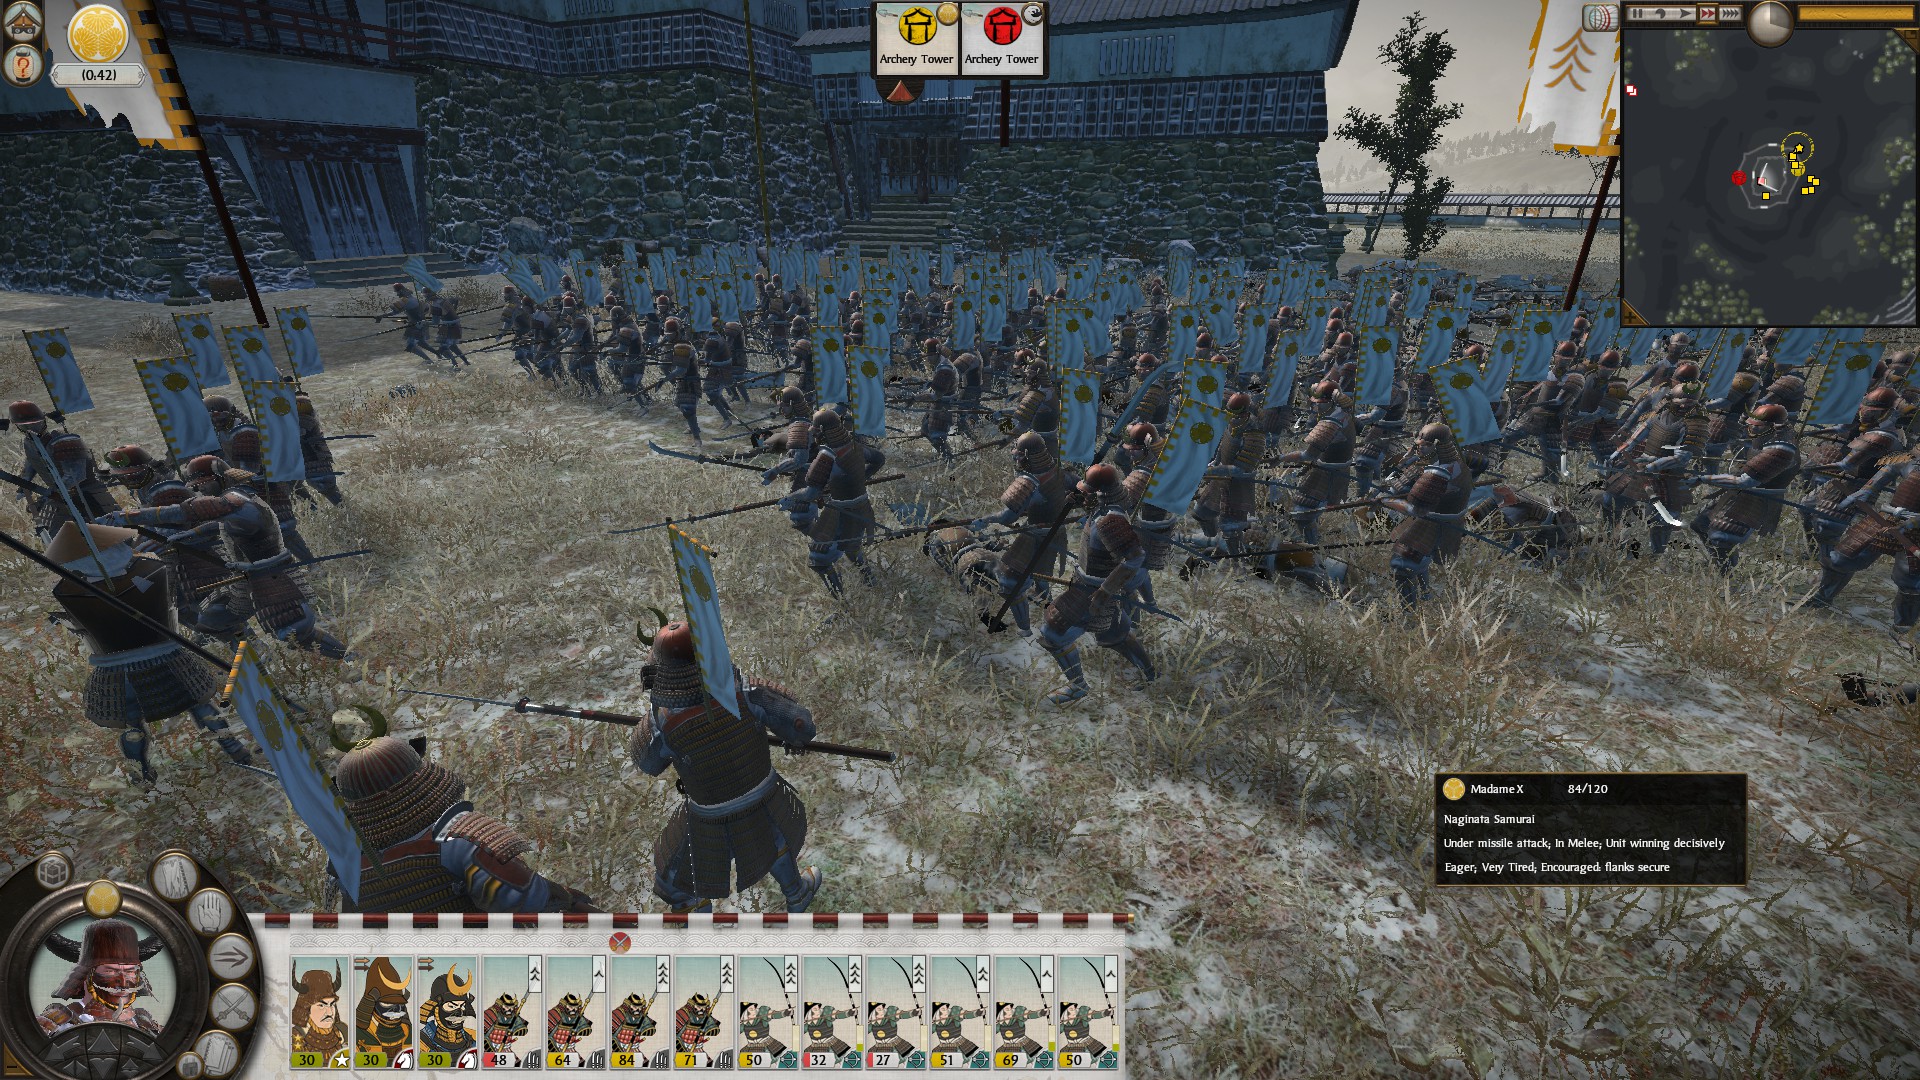 (0:42)
Archery Tower
Archery Tower
Madame X 84/120
Naginata Samurai
Under missile attack; In Melee; Unit winning decisively
Eager; Very Tired; Encouraged: flanks secure
30 30 30 48 64 84 71 50 32 27 51 69 50